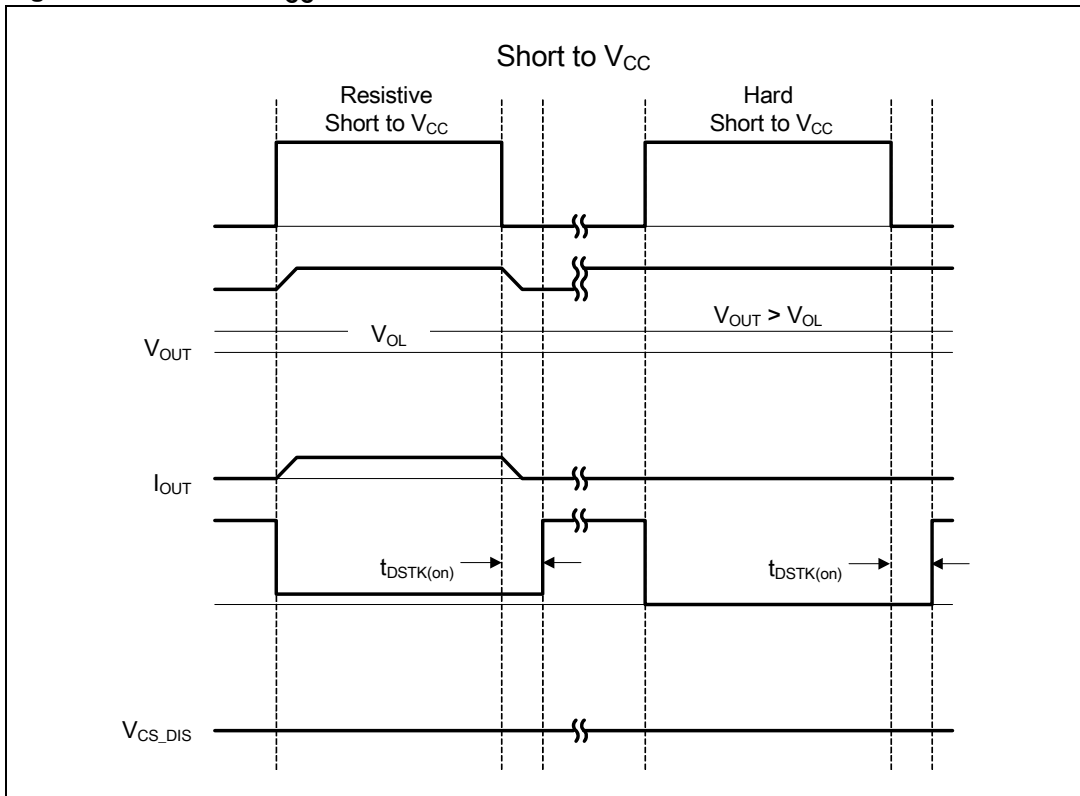 Short to VCC
Resistive
Short to VCC
Hard
Short to VCC
VOUT > VOL
VOL
VOUT
IOUT
tDSTK(on)
tDSTK(on)
VCS_DIS